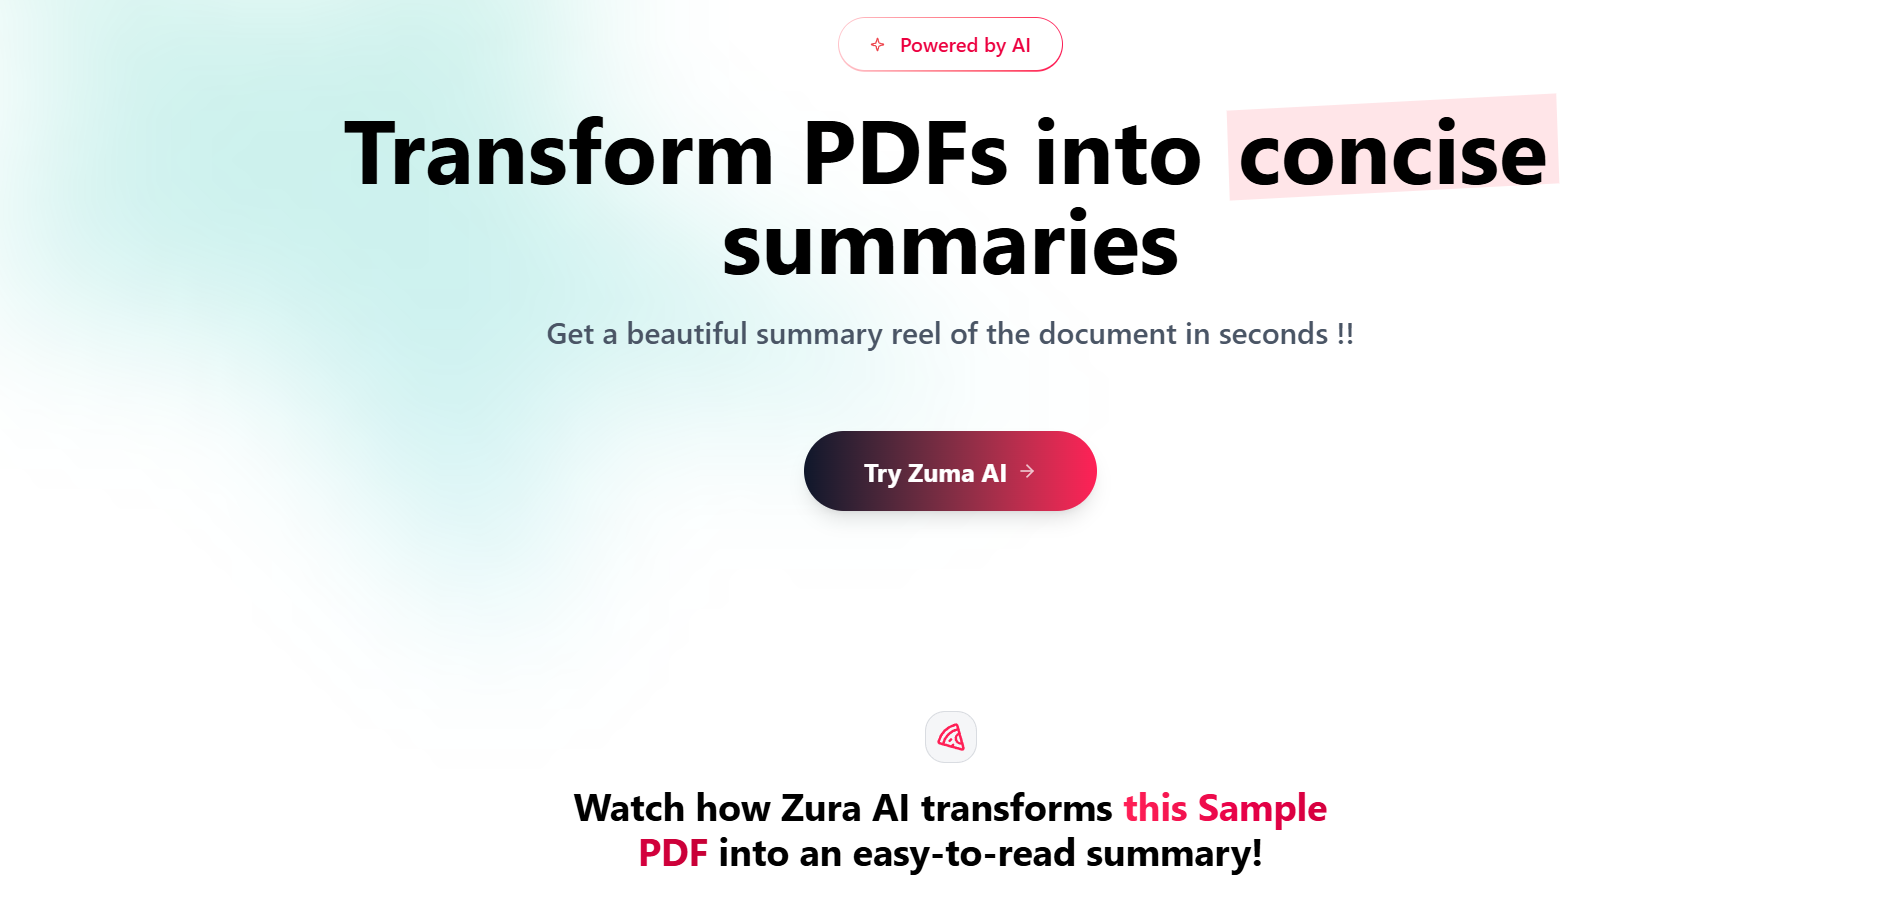 Powered by AI
Transform PDFs into concise
summaries
Get a beautiful summary reel of the document in seconds !!
Try Zuma AI
Watch how Zura AI transforms this Sample
PDF into an easy-to-read summary!